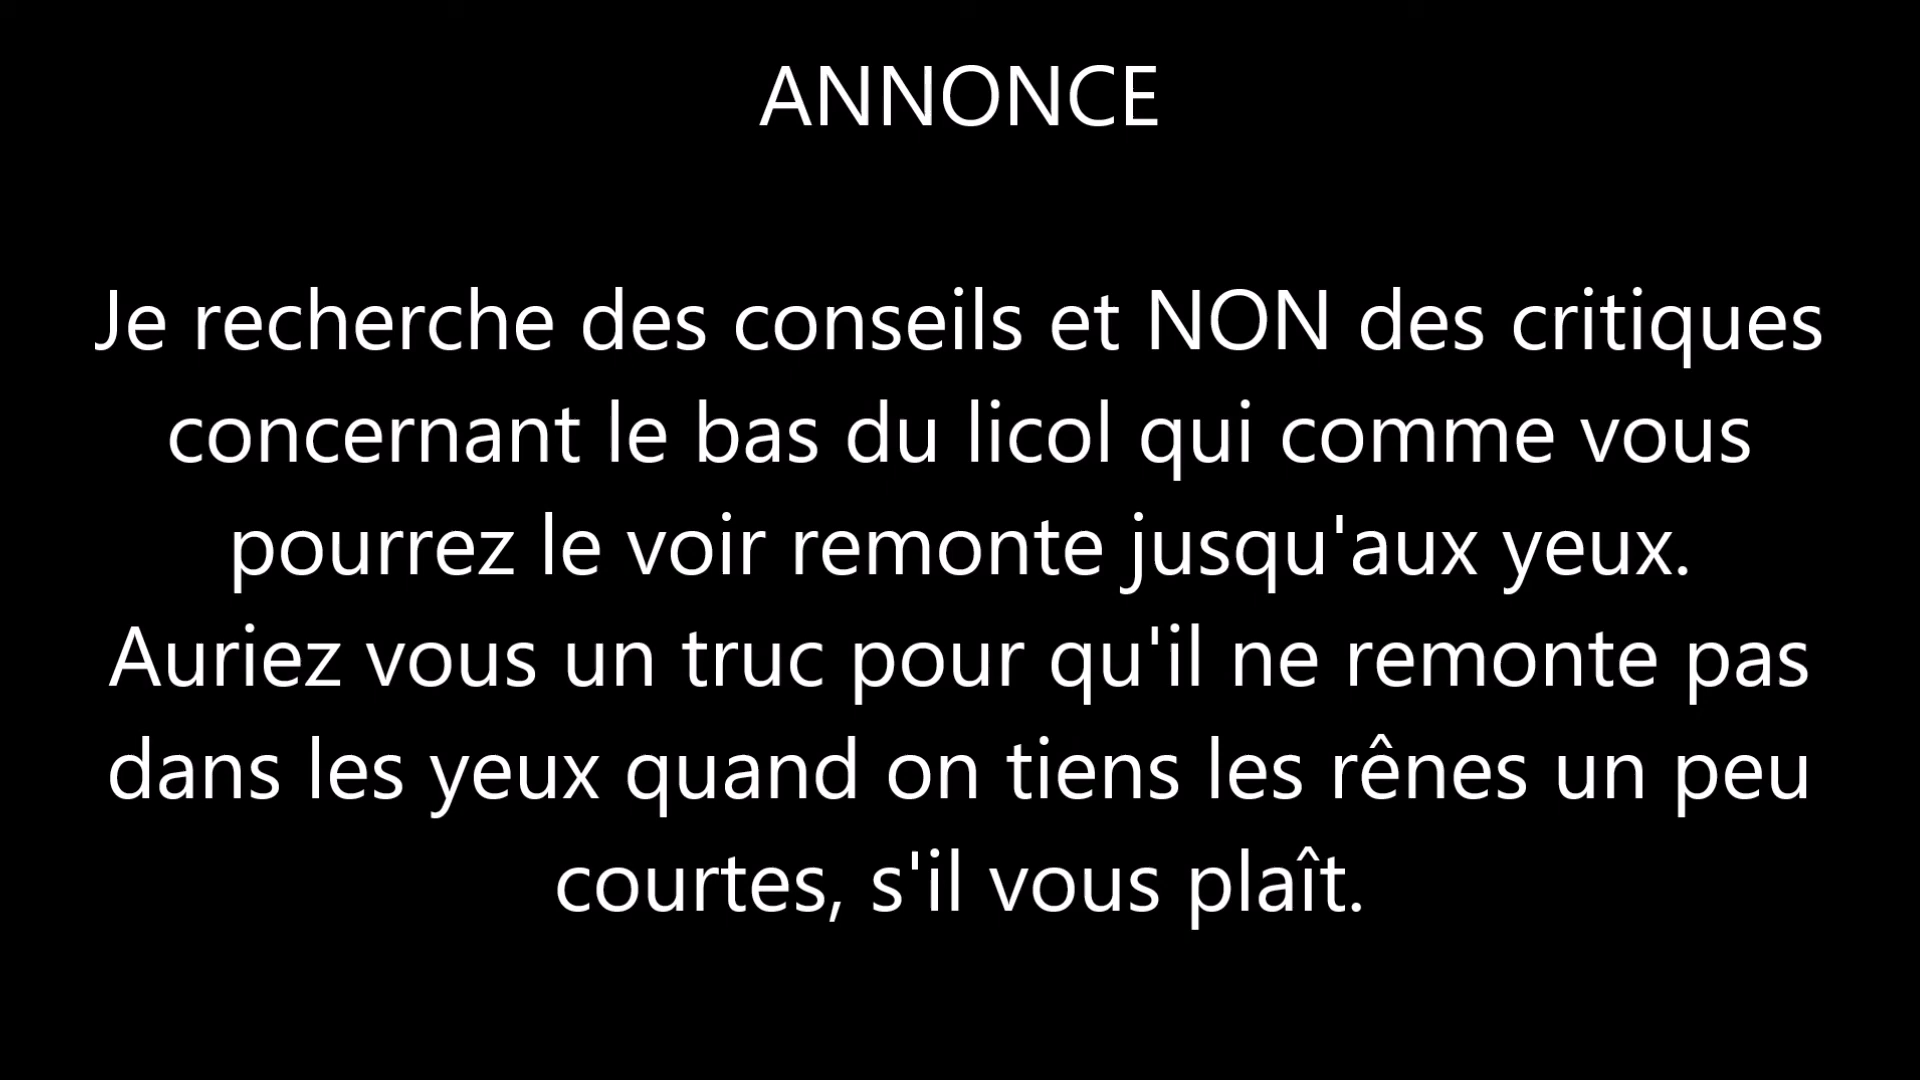 ANNONCE
Je recherche des conseils et NON des critiques
concernant le bas du licol qui comme vous
pourrez le voir remonte jusqu'aux yeux.
Auriez vous un truc pour qu'il ne remonte pas
dans les yeux quand on tiens les rênes un peu
courtes, s'il vous plaît.